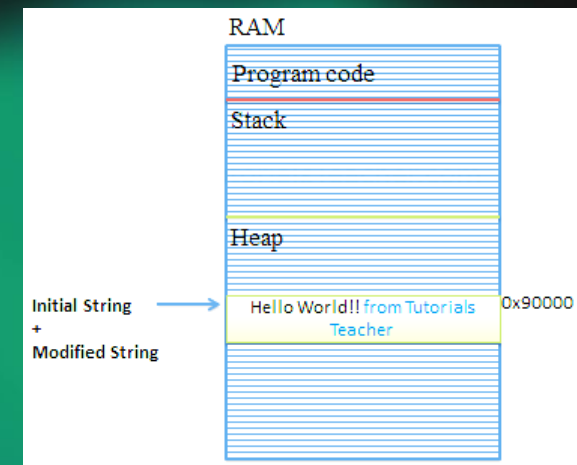 RAM
Program code
Stack
Heap
Initial String
+
Modified String
Hello World!! from Tutorials
Teacher
0x90000